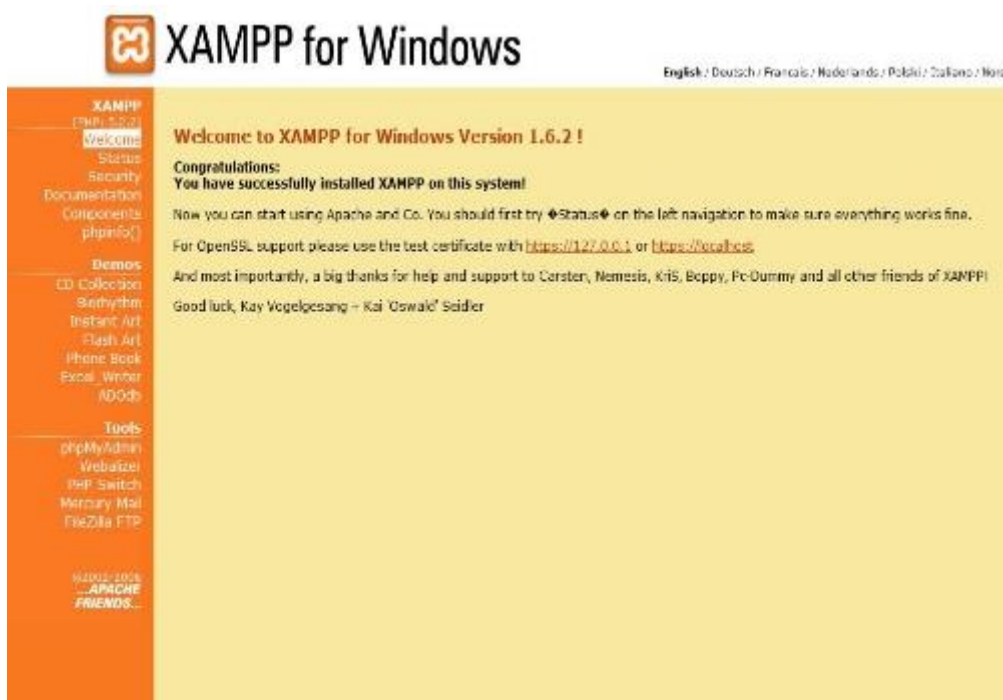 XAMPP for Windows
English / Deutsch / Francais / Nederlands / Polski / Italiano /
XAMPP
[PHP: 5.2.2]
Welcome
Status
Security
Documentation
Components
phpinfo()
Demos
CD Collection
Biorhythm
Instant Art
Flash Art
Phone Book
Excel_Writer
ADOdb
Tools
phpMyAdmin
Webalizer
PHP Switch
Mercury Mail
FileZilla FTP
...APACHE
FRIENDS...
Welcome to XAMPP for Windows Version 1.6.2 !
Congratulations:
You have successfully installed XAMPP on this system!
Now you can start using Apache and Co. You should first try �Status� on the left navigation to make sure everything works fine.
For OpenSSL support please use the test certificate with https://127.0.0.1 or https://localhost
And most importantly, a big thanks for help and support to Carsten, Nemesis, KriS, Boppy, Pc-Dummy and all other friends of XAMPP!
Good luck, Kay Vogelgesang + Kai 'Oswald' Seidler